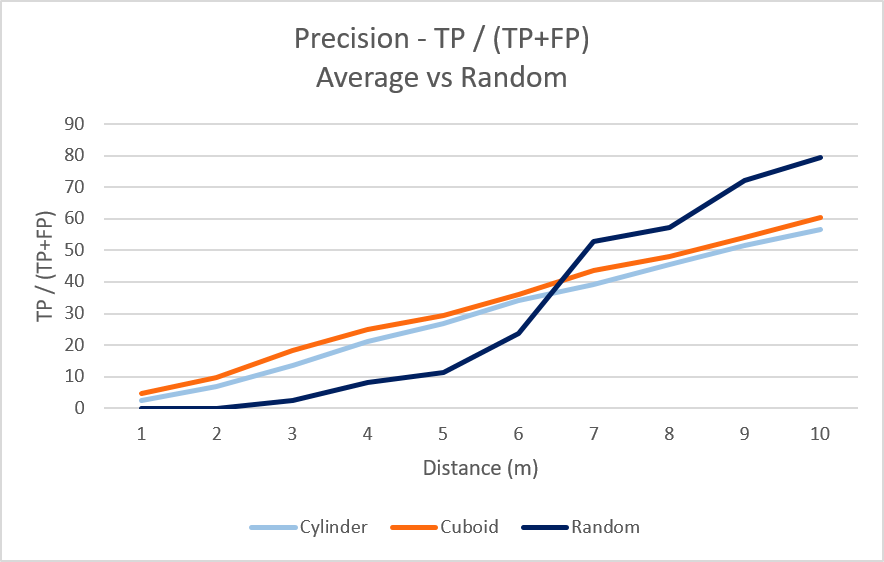 Precision - TP / (TP+FP)
Average vs Random
TP / (TP+FP)
90
80
70
60
50
40
30
20
10
0
1 2 3 4 5 6 7 8 9 10
Distance (m)
Cylinder Cuboid Random